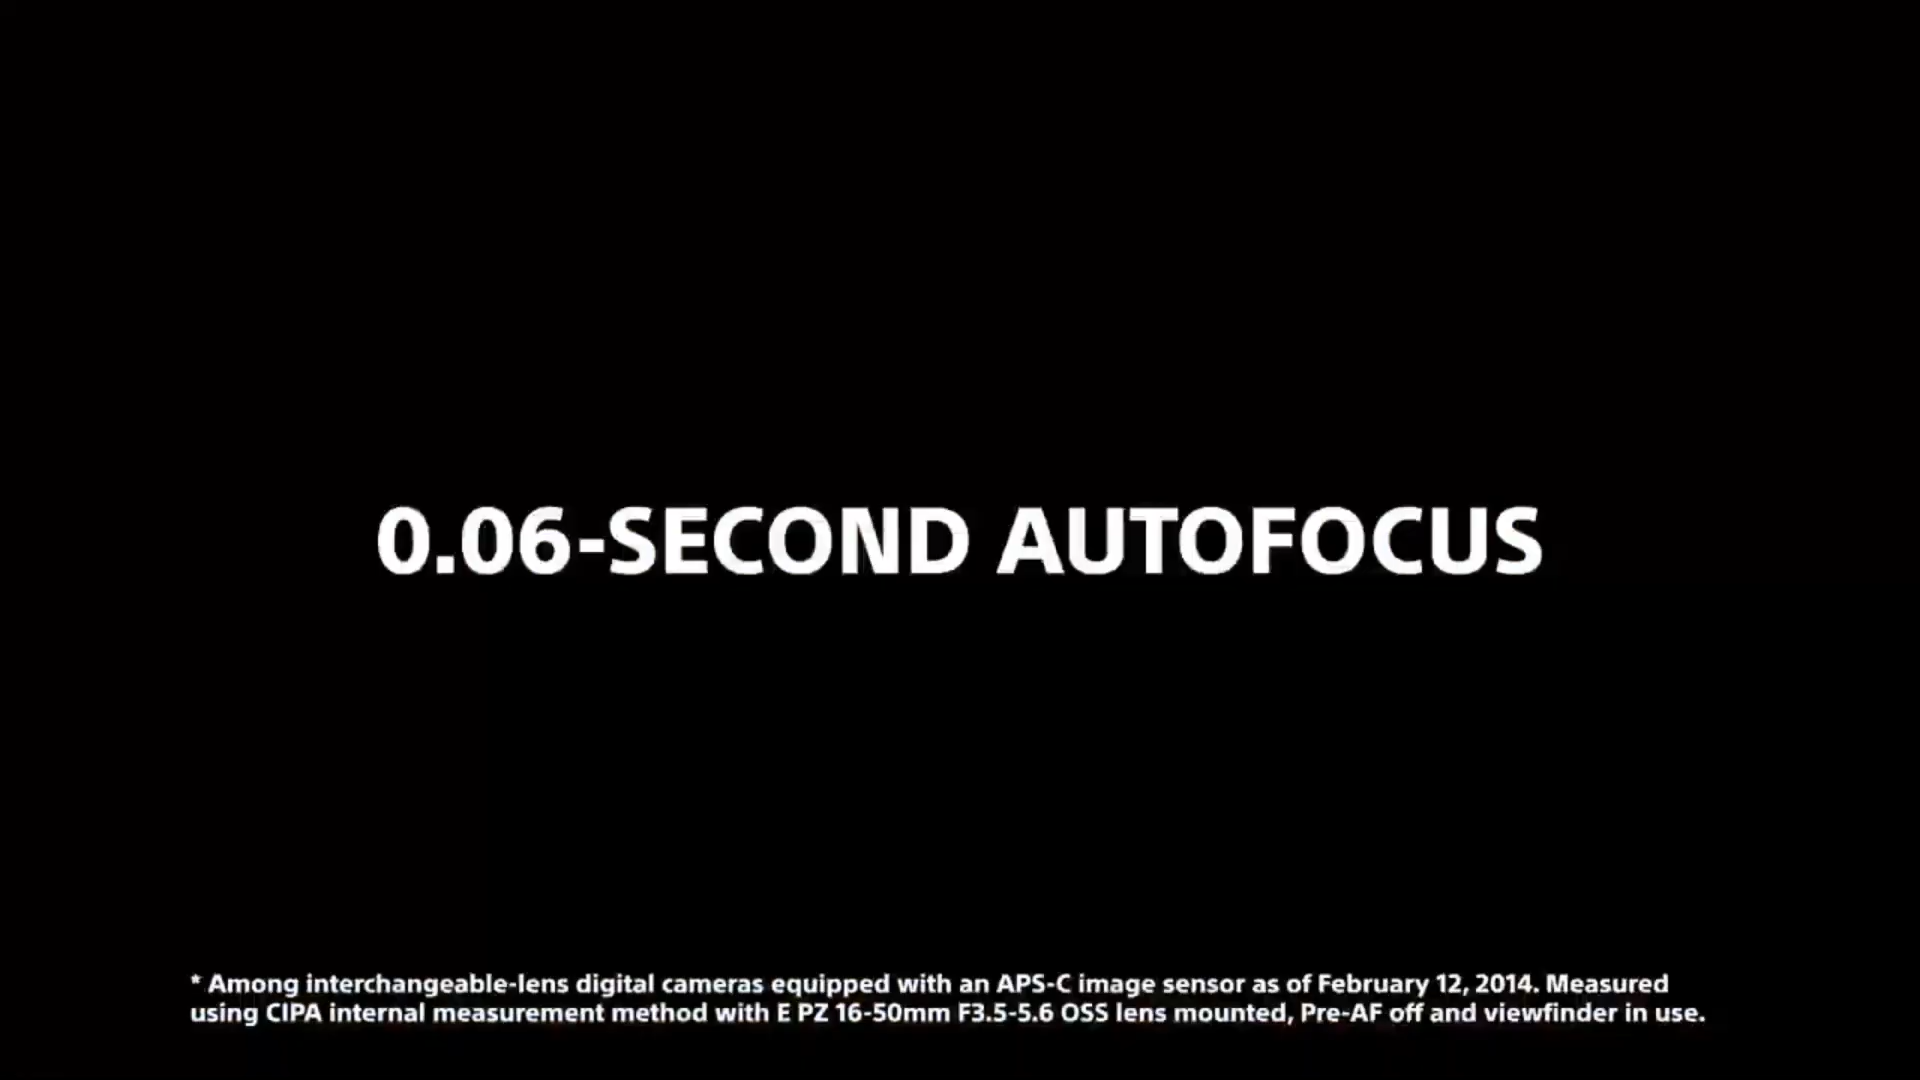 0.06-SECOND AUTOFOCUS
* Among interchangeable-lens digital cameras equipped with an APS-C image sensor as of February 12, 2014. Measured
using CIPA internal measurement method with E PZ 16-50mm F3.5-5.6 OSS lens mounted, Pre-AF off and viewfinder in use.